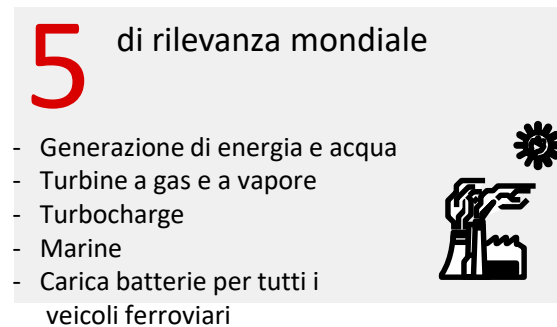 5 di rilevanza mondiale
- Generazione di energia e acqua
- Turbine a gas e a vapore
- Turbocharge
- Marine
- Carica batterie per tutti i
veicoli ferroviari